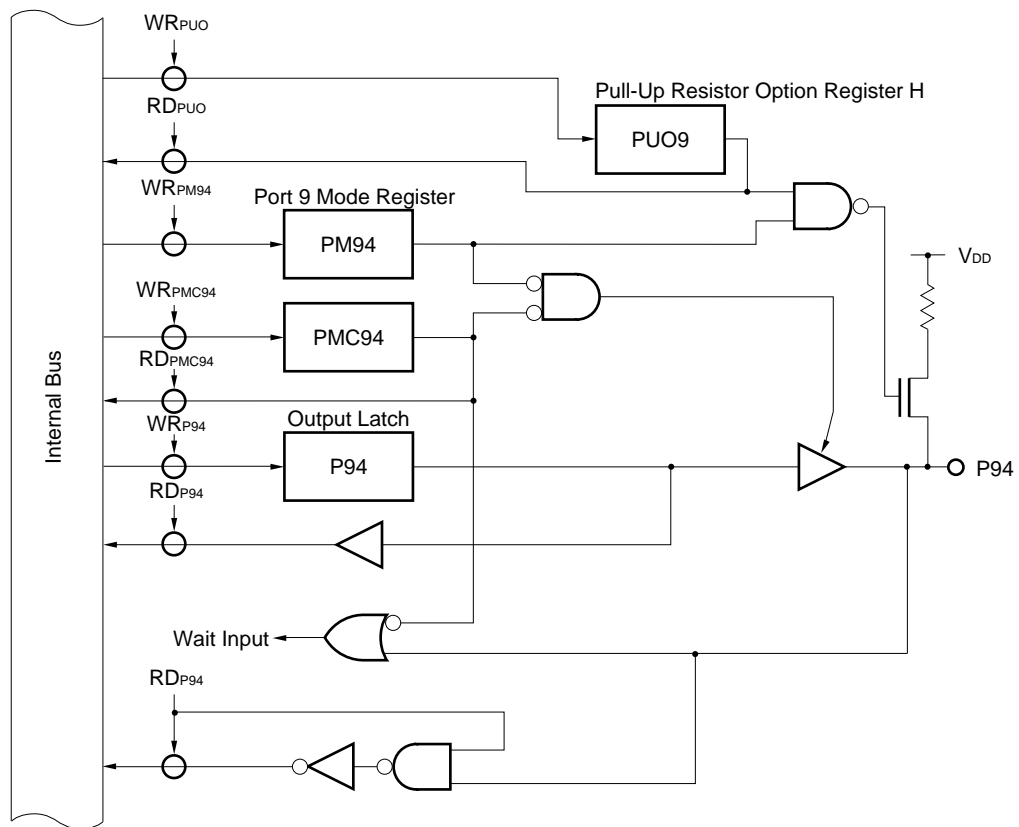 WRPUO
RDPUO
Pull-Up Resistor Option Register H
PUO9
WRPM94
Port 9 Mode Register
PM94
VDD
WRPMC94
PMC94
RDPMC94
Internal Bus
WRP94
Output Latch
P94
P94
RDP94
Wait Input
RDP94